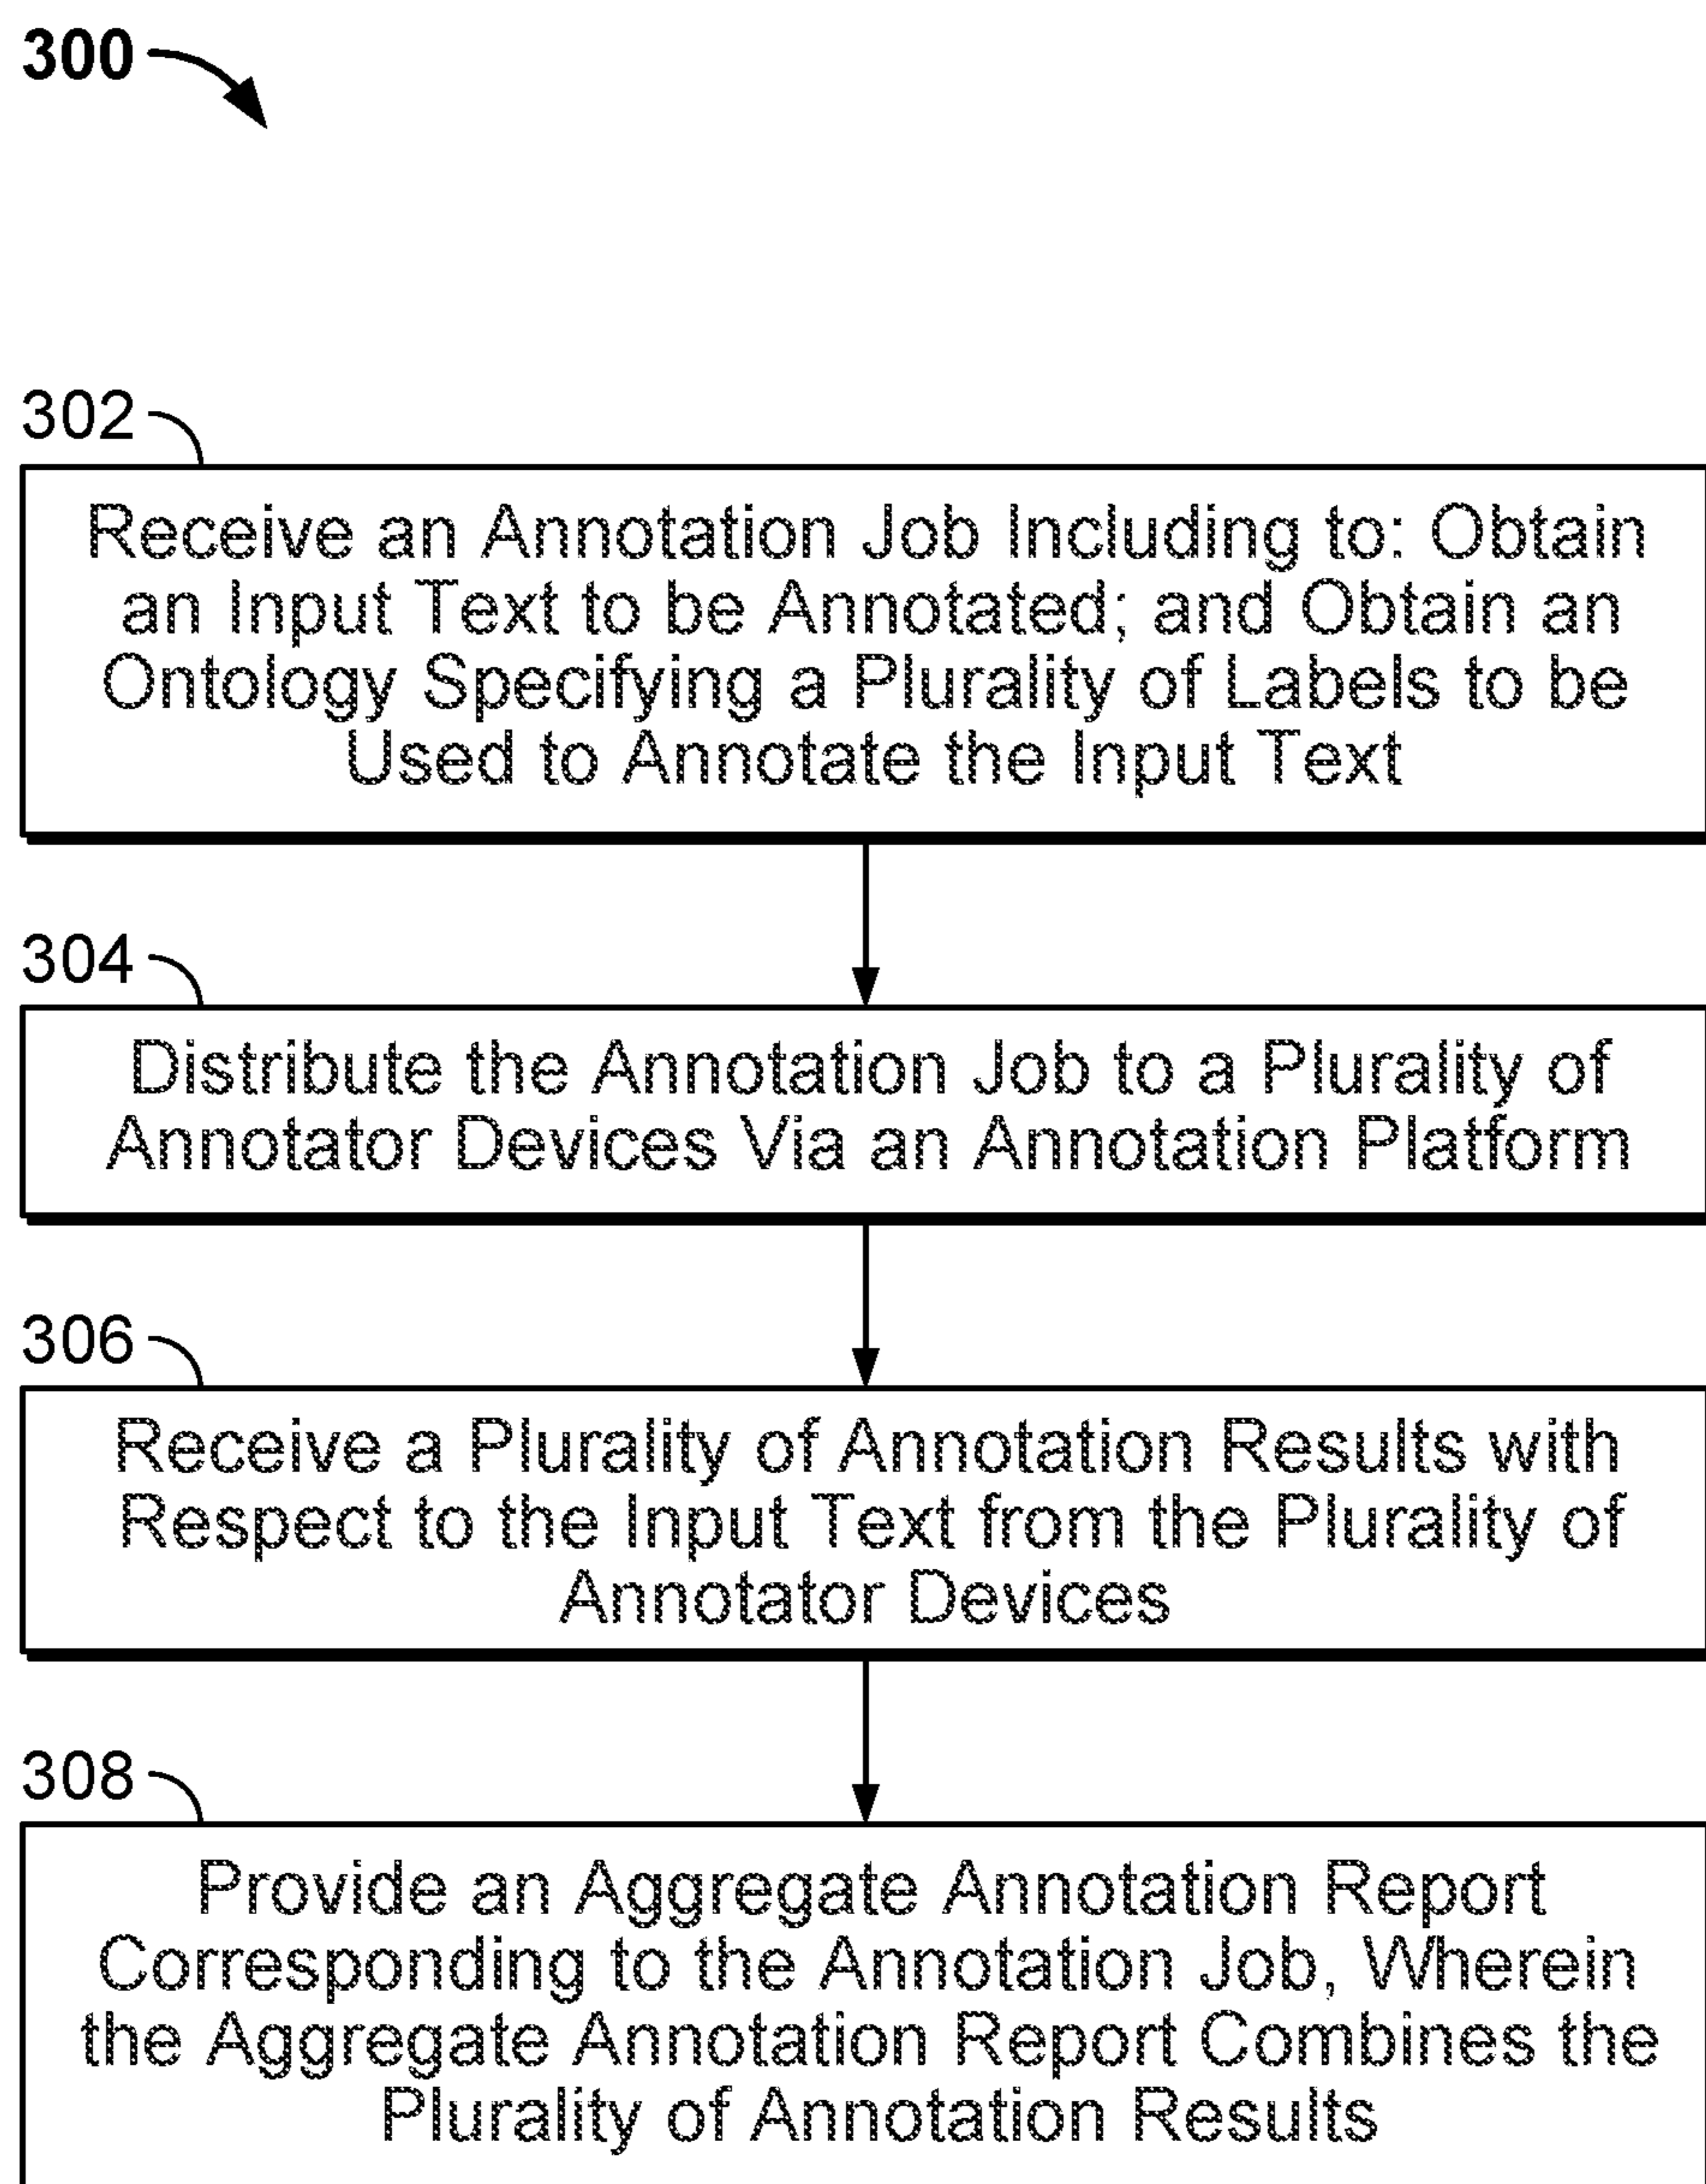 300
302
Receive an Annotation Job Including to: Obtain
an Input Text to be Annotated; and Obtain an
Ontology Specifying a Plurality of Labels to be
Used to Annotate the Input Text
304
Distribute the Annotation Job to a Plurality of
Annotator Devices Via an Annotation Platform
306
Receive a Plurality of Annotation Results with
Respect to the Input Text from the Plurality of
Annotator Devices
308
Provide an Aggregate Annotation Report
Corresponding to the Annotation Job, Wherein
the Aggregate Annotation Report Combines the
Plurality of Annotation Results